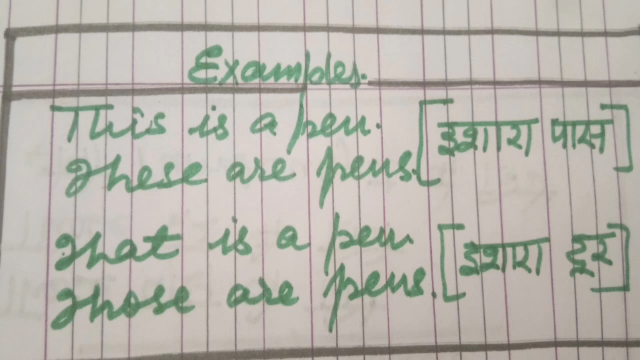 Examples.
This is a pen.
These are pens. [इशारा पास]
That is a pen.
Those are pens. [इशारा दूर]